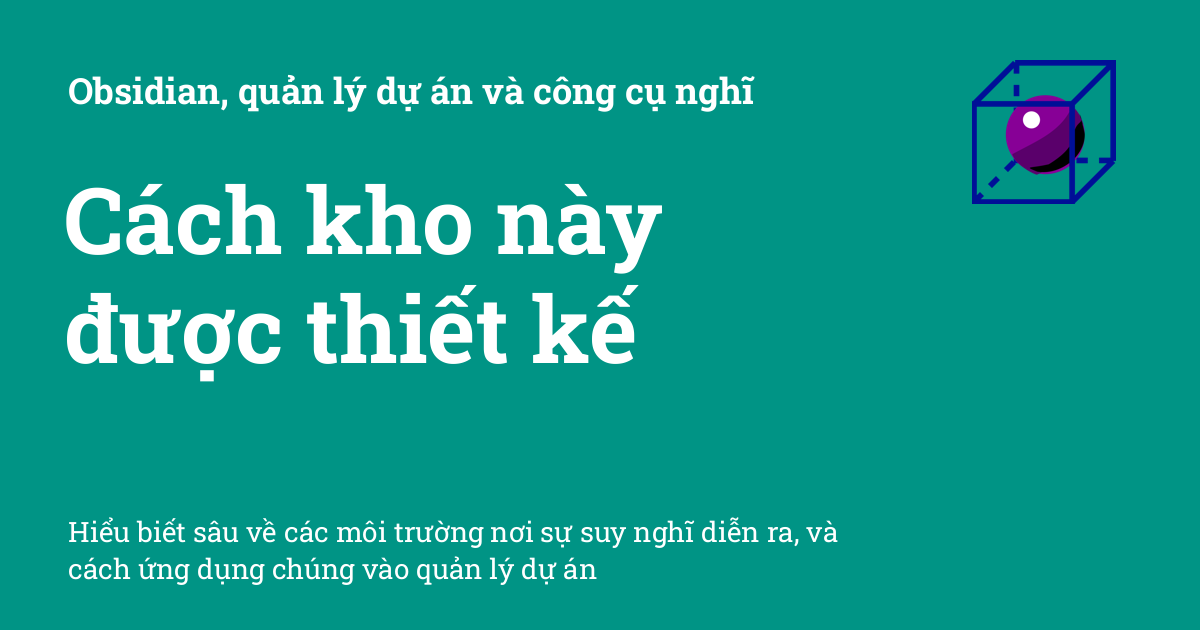 Obsidian, quản lý dự án và công cụ nghĩ
Cách kho này
được thiết kế
Hiểu biết sâu về các môi trường nơi sự suy nghĩ diễn ra, và
cách ứng dụng chúng vào quản lý dự án